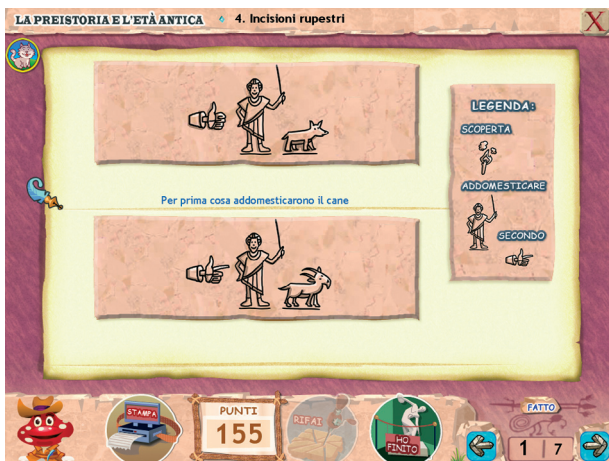 LA PREISTORIA E L'ETÀ ANTICA 4. Incisioni rupestri X
LEGENDA:
SCOPERTA
ADDOMESTICARE
Per prima cosa addomesticarono il cane
SECONDO
STAMPA
PUNTI
155
RIFAI
HO
FINITO
FATTO
1 7